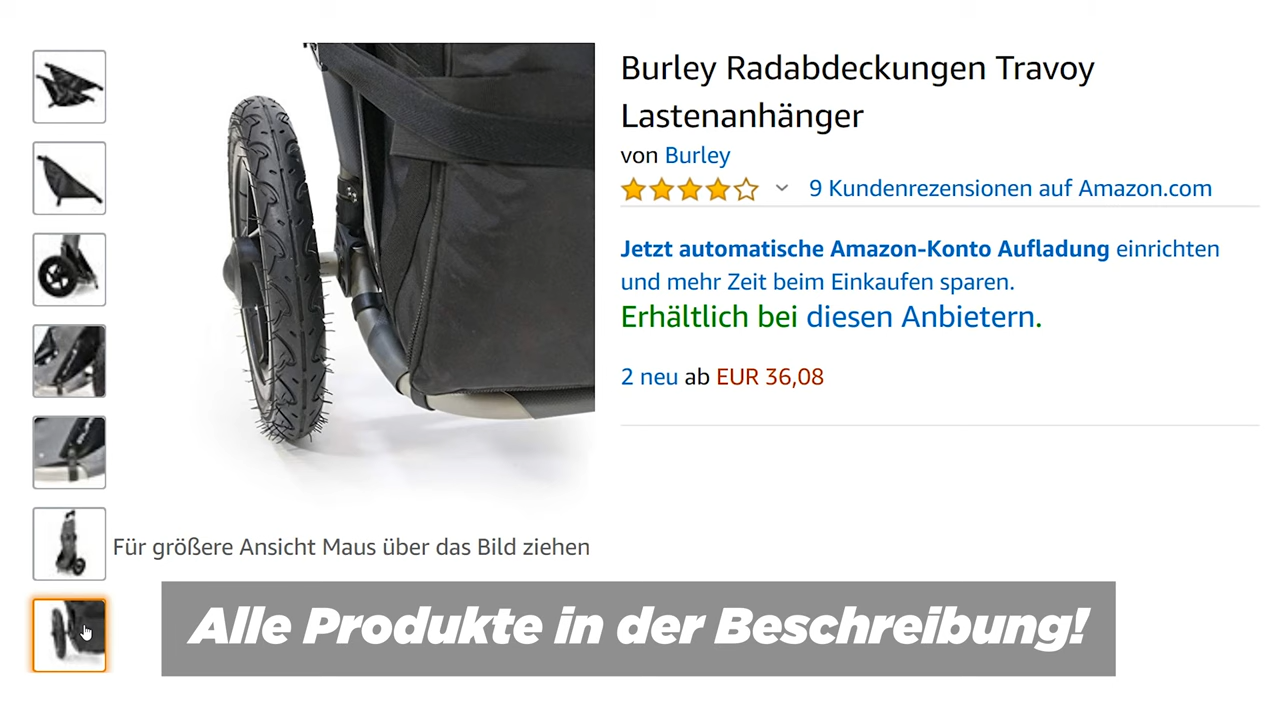 Burley Radabdeckungen Travoy
Lastenanhänger
von Burley
9 Kundenrezensionen auf Amazon.com
Jetzt automatische Amazon-Konto Aufladung einrichten
und mehr Zeit beim Einkaufen sparen.
Erhältlich bei diesen Anbietern.
2 neu ab EUR 36,08
Für größere Ansicht Maus über das Bild ziehen
Alle Produkte in der Beschreibung!